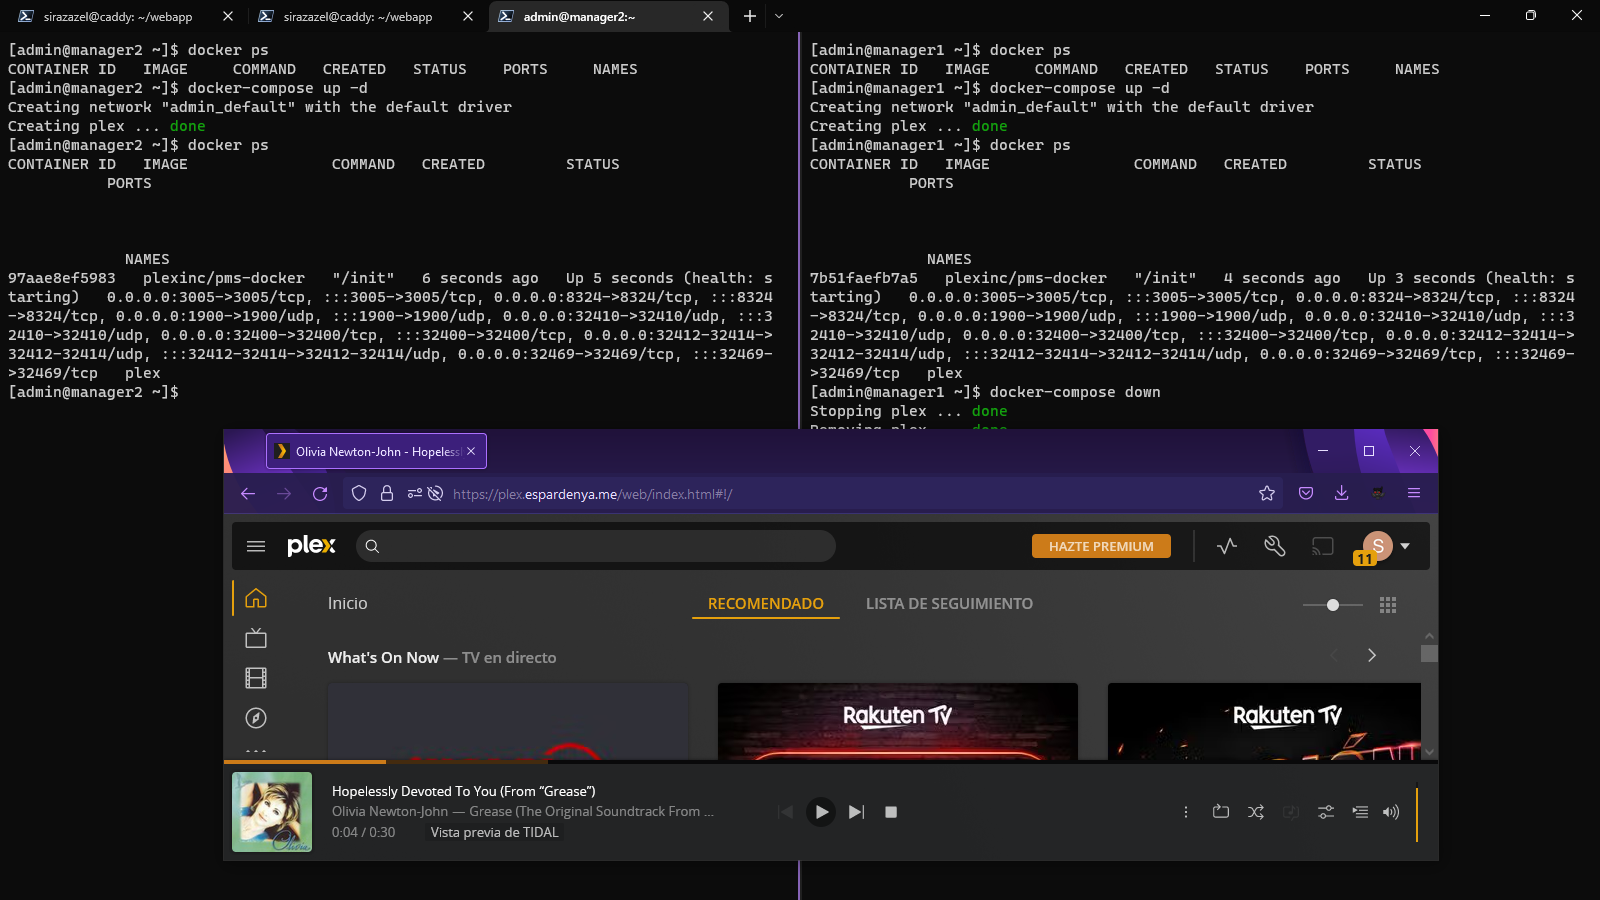 sirazazel@caddy: ~/webapp
sirazazel@caddy: ~/webapp
admin@manager2:~
[admin@manager2 ~]$ docker ps
CONTAINER ID   IMAGE     COMMAND   CREATED   STATUS    PORTS     NAMES
[admin@manager2 ~]$ docker-compose up -d
Creating network "admin_default" with the default driver
Creating plex ... done
[admin@manager2 ~]$ docker ps
CONTAINER ID   IMAGE                COMMAND   CREATED         STATUS
PORTS
NAMES
97aae8ef5983   plexinc/pms-docker   "/init"   6 seconds ago   Up 5 seconds (health: s
tarting)   0.0.0.0:3005->3005/tcp, :::3005->3005/tcp, 0.0.0.0:8324->8324/tcp, :::8324
->8324/tcp, 0.0.0.0:1900->1900/udp, :::1900->1900/udp, 0.0.0.0:32410->32410/udp, :::3
2410->32410/udp, 0.0.0.0:32400->32400/tcp, :::32400->32400/tcp, 0.0.0.0:32412-32414->
32412-32414/udp, :::32412-32414->32412-32414/udp, 0.0.0.0:32469->32469/tcp, :::32469-
>32469/tcp   plex
[admin@manager2 ~]$
[admin@manager1 ~]$ docker ps
CONTAINER ID   IMAGE     COMMAND   CREATED   STATUS    PORTS     NAMES
[admin@manager1 ~]$ docker-compose up -d
Creating network "admin_default" with the default driver
Creating plex ... done
[admin@manager1 ~]$ docker ps
CONTAINER ID   IMAGE                COMMAND   CREATED         STATUS
PORTS
NAMES
7b51faefb7a5   plexinc/pms-docker   "/init"   4 seconds ago   Up 3 seconds (health: s
tarting)   0.0.0.0:3005->3005/tcp, :::3005->3005/tcp, 0.0.0.0:8324->8324/tcp, :::8324
->8324/tcp, 0.0.0.0:1900->1900/udp, :::1900->1900/udp, 0.0.0.0:32410->32410/udp, :::3
2410->32410/udp, 0.0.0.0:32400->32400/tcp, :::32400->32400/tcp, 0.0.0.0:32412-32414->
32412-32414/udp, :::32412-32414->32412-32414/udp, 0.0.0.0:32469->32469/tcp, :::32469-
>32469/tcp   plex
[admin@manager1 ~]$ docker-compose down
Stopping plex ... done
Removing plex ... done
Olivia Newton-John - Hopeless
https://plex.espardenya.me/web/index.html#!/
plex
HAZTE PREMIUM
S
11
Inicio
RECOMENDADO
LISTA DE SEGUIMIENTO
What's On Now — TV en directo
Rakuten TV
Rakuten TV
Olivia
Hopelessly Devoted To You (From “Grease”)
Olivia Newton-John — Grease (The Original Soundtrack From ...
0:04 / 0:30
Vista previa de TIDAL